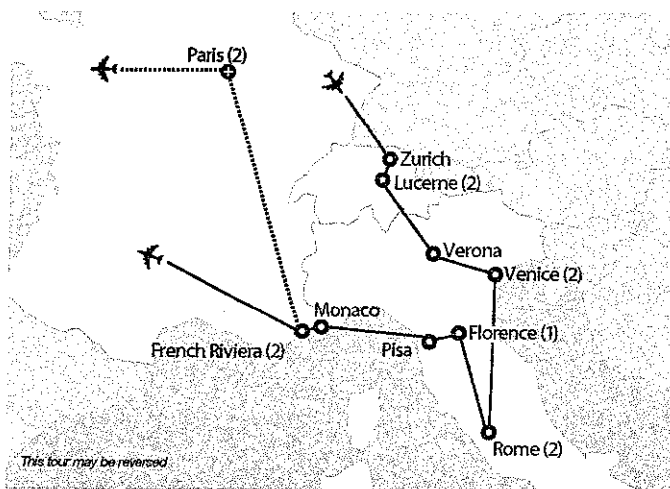 Paris (2)
Zurich
Lucerne (2)
Verona
Venice (2)
Monaco
French Riviera (2)
Pisa
Florence (1)
Rome (2)
This tour may be reversed